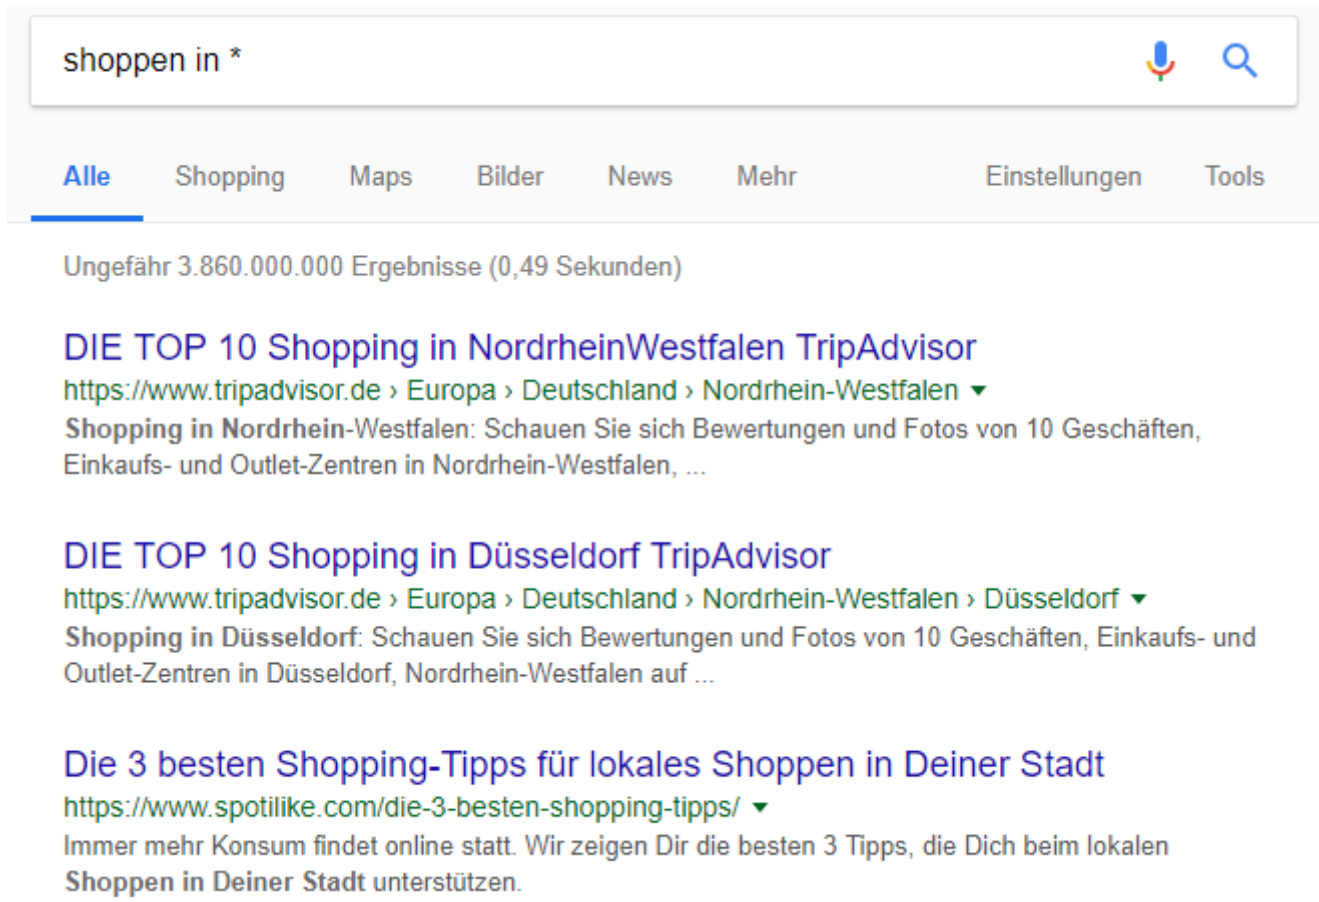 shoppen in *
Alle Shopping Maps Bilder News Mehr Einstellungen Tools
Ungefähr 3.860.000.000 Ergebnisse (0,49 Sekunden)
DIE TOP 10 Shopping in NordrheinWestfalen TripAdvisor
https://www.tripadvisor.de › Europa › Deutschland › Nordrhein-Westfalen
Shopping in Nordrhein-Westfalen: Schauen Sie sich Bewertungen und Fotos von 10 Geschäften,
Einkaufs- und Outlet-Zentren in Nordrhein-Westfalen, ...
DIE TOP 10 Shopping in Düsseldorf TripAdvisor
https://www.tripadvisor.de › Europa › Deutschland › Nordrhein-Westfalen › Düsseldorf
Shopping in Düsseldorf: Schauen Sie sich Bewertungen und Fotos von 10 Geschäften, Einkaufs- und
Outlet-Zentren in Düsseldorf, Nordrhein-Westfalen auf ...
Die 3 besten Shopping-Tipps für lokales Shoppen in Deiner Stadt
https://www.spotilike.com/die-3-besten-shopping-tipps/
Immer mehr Konsum findet online statt. Wir zeigen Dir die besten 3 Tipps, die Dich beim lokalen
Shoppen in Deiner Stadt unterstützen.